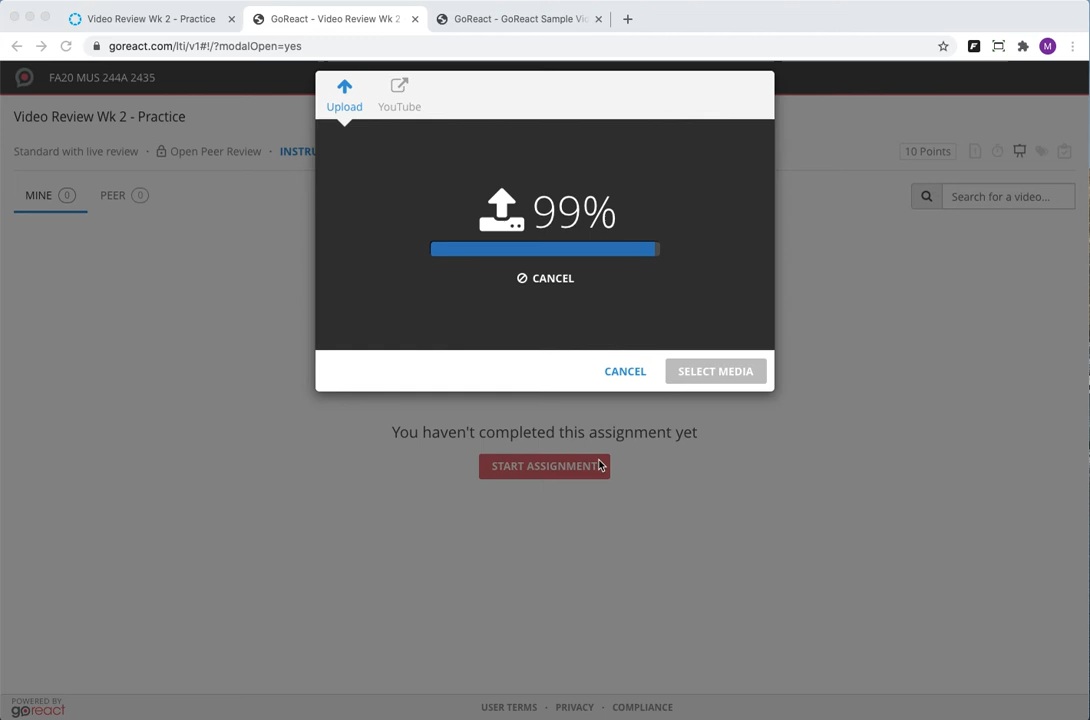 Video Review Wk 2 - Practice
GoReact - Video Review Wk 2
GoReact - GoReact Sample Vi
goreact.com/lti/v1#!/?modalOpen=yes
M
FA20 MUS 244A 2435
Upload
YouTube
Video Review Wk 2 - Practice
Standard with live review · Open Peer Review · INSTRU
10 Points
MINE 0 PEER 0
Search for a video...
99%
CANCEL
CANCEL
SELECT MEDIA
You haven't completed this assignment yet
START ASSIGNMENT
POWERED BY
goreact
USER TERMS · PRIVACY · COMPLIANCE